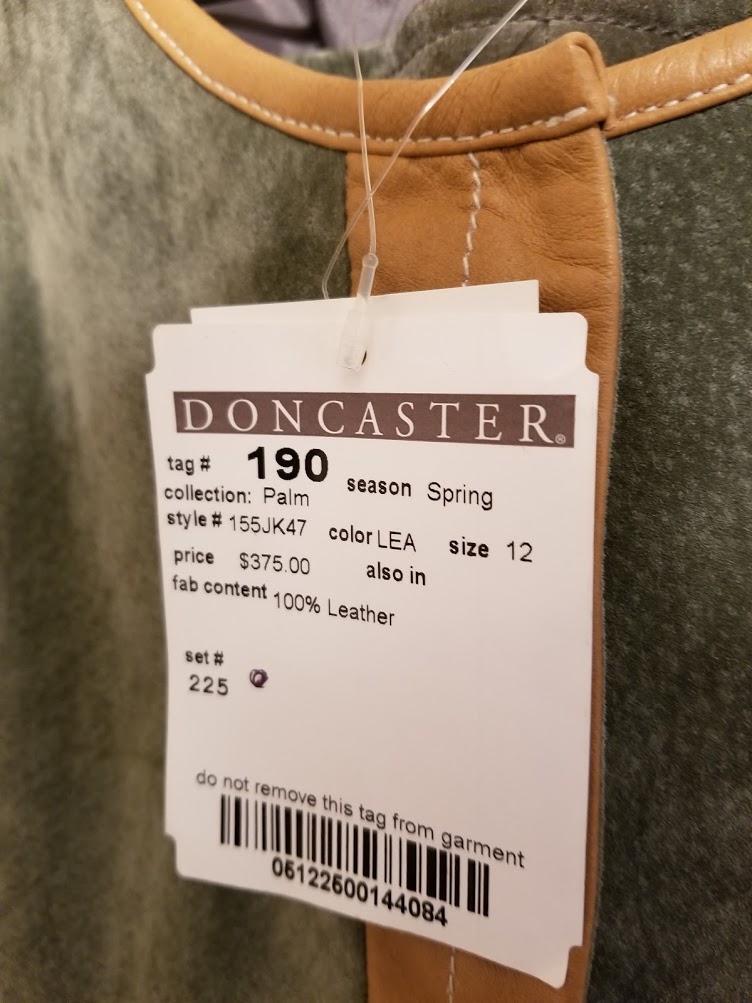 DONCASTER®
tag # 190 season Spring
collection: Palm
style # 155JK47 color LEA size 12
price $375.00 also in
fab content 100% Leather
set #
225
do not remove this tag from garment
05122500144084